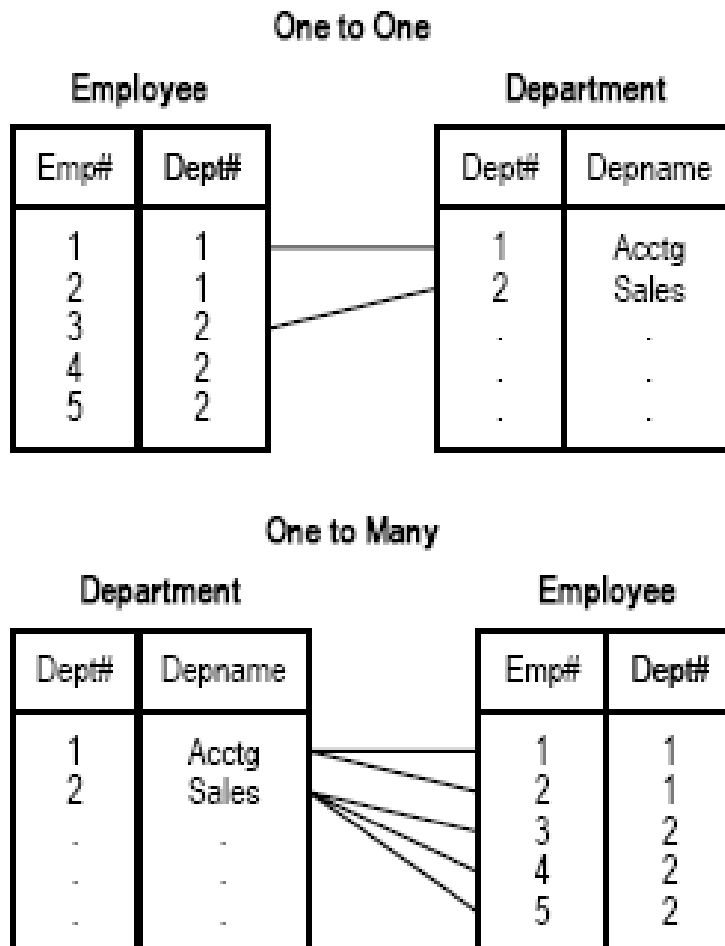 One to One
Employee Department
Emp# Dept# Dept# Depname
1 1 1 Acctg
2 1 2 Sales
3 2 . .
4 2 . .
5 2 . .
One to Many
Department Employee
Dept# Depname Emp# Dept#
1 Acctg 1 1
2 Sales 2 1
. . 3 2
. . 4 2
. . 5 2